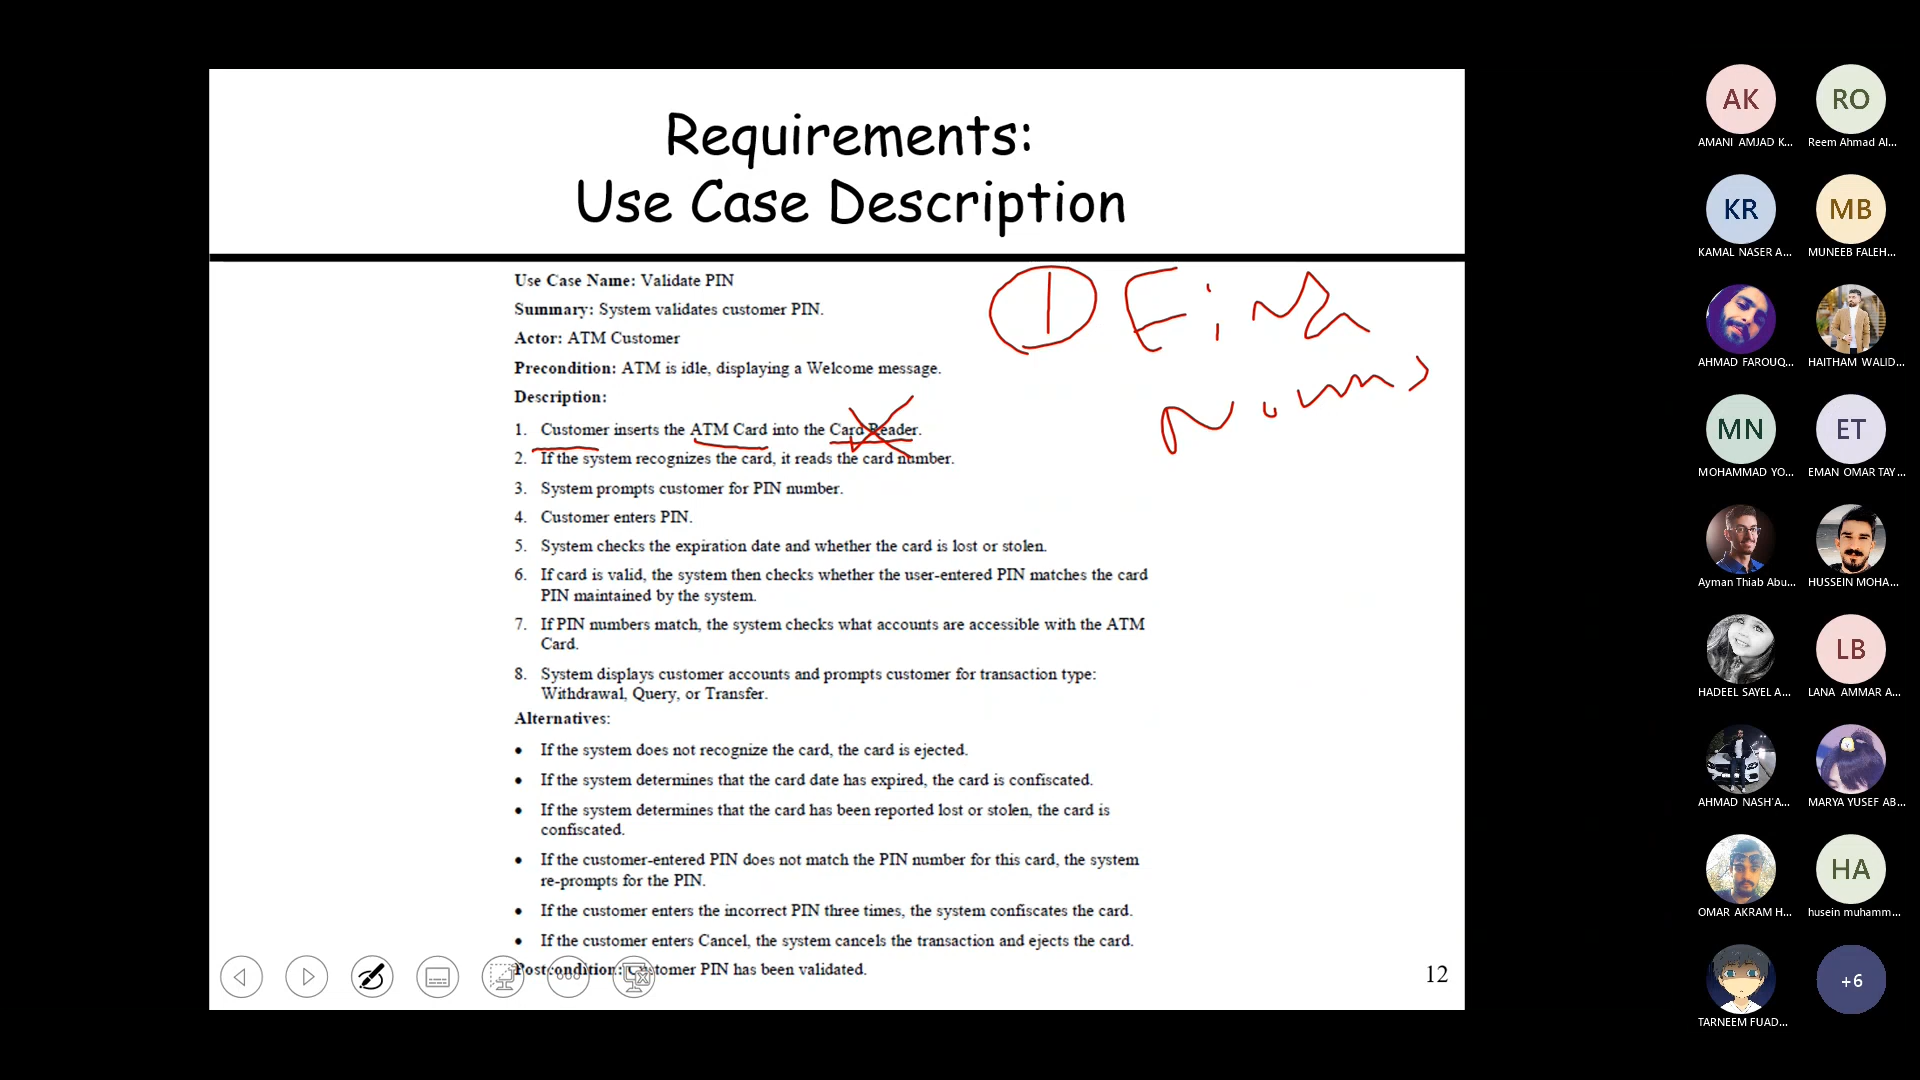 Requirements:
Use Case Description
Use Case Name: Validate PIN
Summary: System validates customer PIN.
Actor: ATM Customer
Precondition: ATM is idle, displaying a Welcome message.
Description:
1. Customer inserts the ATM Card into the Card Reader.
2. If the system recognizes the card, it reads the card number.
3. System prompts customer for PIN number.
4. Customer enters PIN.
5. System checks the expiration date and whether the card is lost or stolen.
6. If card is valid, the system then checks whether the user-entered PIN matches the card
PIN maintained by the system.
7. If PIN numbers match, the system checks what accounts are accessible with the ATM
Card.
8. System displays customer accounts and prompts customer for transaction type:
Withdrawal, Query, or Transfer.
Alternatives:
• If the system does not recognize the card, the card is ejected.
• If the system determines that the card date has expired, the card is confiscated.
• If the system determines that the card has been reported lost or stolen, the card is
confiscated.
• If the customer-entered PIN does not match the PIN number for this card, the system
re-prompts for the PIN.
• If the customer enters the incorrect PIN three times, the system confiscates the card.
• If the customer enters Cancel, the system cancels the transaction and ejects the card.
Postcondition: Customer PIN has been validated.
12
1 Find
Nouns
AK RO
AMANI AMJAD K... Reem Ahmad Al...
KR MB
KAMAL NASER A... MUNEEB FALEH...
AHMAD FAROUQ... HAITHAM WALID...
MN ET
MOHAMMAD YO... EMAN OMAR TAY...
Ayman Thiab Abu... HUSSEIN MOHA...
LB
HADEEL SAYEL A... LANA AMMAR A...
AHMAD NASH'A... MARYA YUSEF AB...
HA
OMAR AKRAM H... husein muhamm...
+6
TARNEEM FUAD...